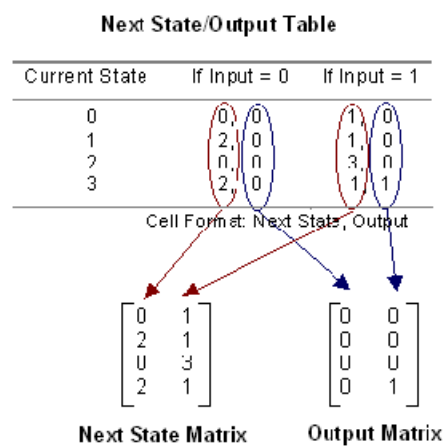 Next State/Output Table
Current State If Input = 0 If Input = 1
0 0, 0 1, 0
1 2, 0 1, 0
2 0, 0 3, 0
3 2, 0 1, 1
Cell Format: Next State, Output
0 1 0 0
2 1 0 0
0 3 0 0
2 1 0 1
Next State Matrix Output Matrix